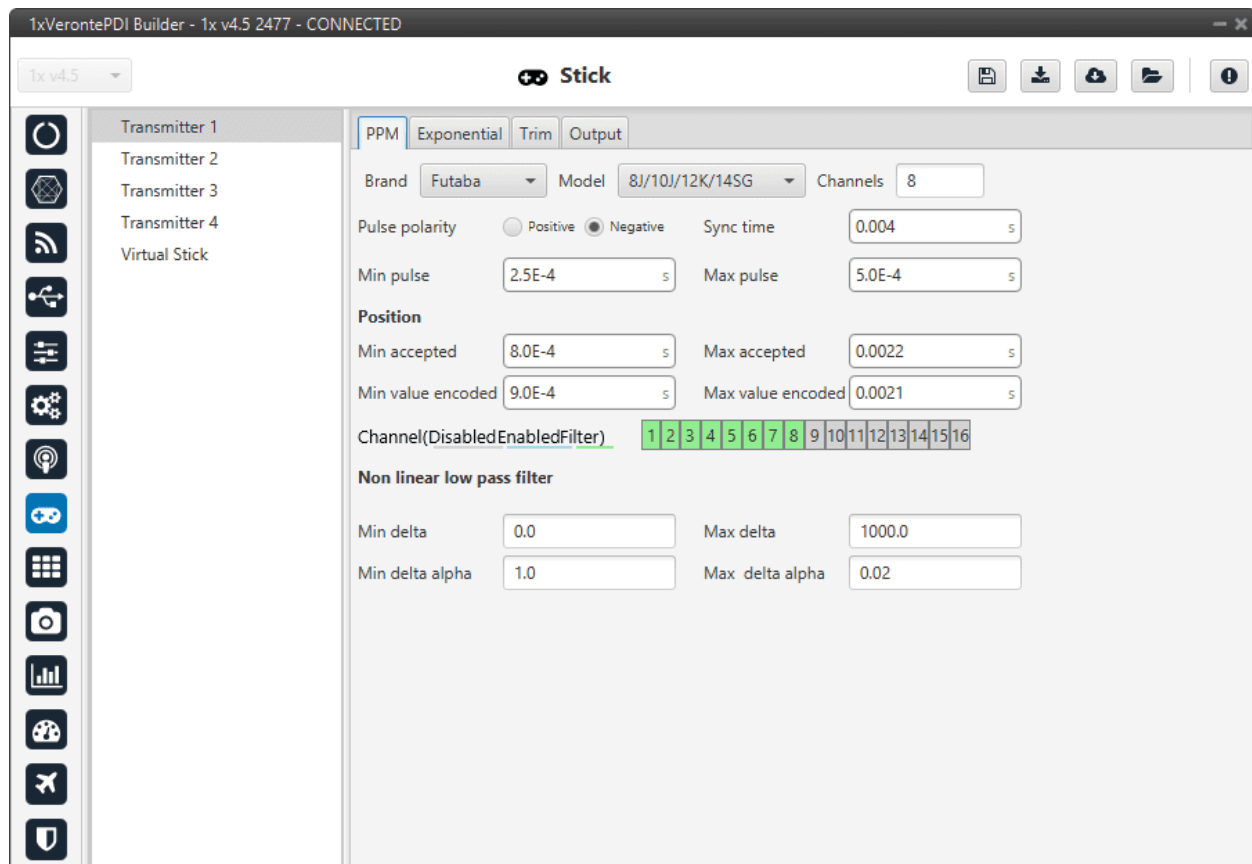 1xVerontePDI Builder - 1x v4.5 2477 - CONNECTED
1x v4.5
Stick
Transmitter 1
Transmitter 2
Transmitter 3
Transmitter 4
Virtual Stick
PPM Exponential Trim Output
Brand Futaba Model 8J/10J/12K/14SG Channels 8
Pulse polarity Positive Negative Sync time 0.004 s
Min pulse 2.5E-4 s Max pulse 5.0E-4 s
Position
Min accepted 8.0E-4 s Max accepted 0.0022 s
Min value encoded 9.0E-4 s Max value encoded 0.0021 s
Channel(DisabledEnabledFilter) 1 2 3 4 5 6 7 8 9 10 11 12 13 14 15 16
Non linear low pass filter
Min delta 0.0 Max delta 1000.0
Min delta alpha 1.0 Max delta alpha 0.02